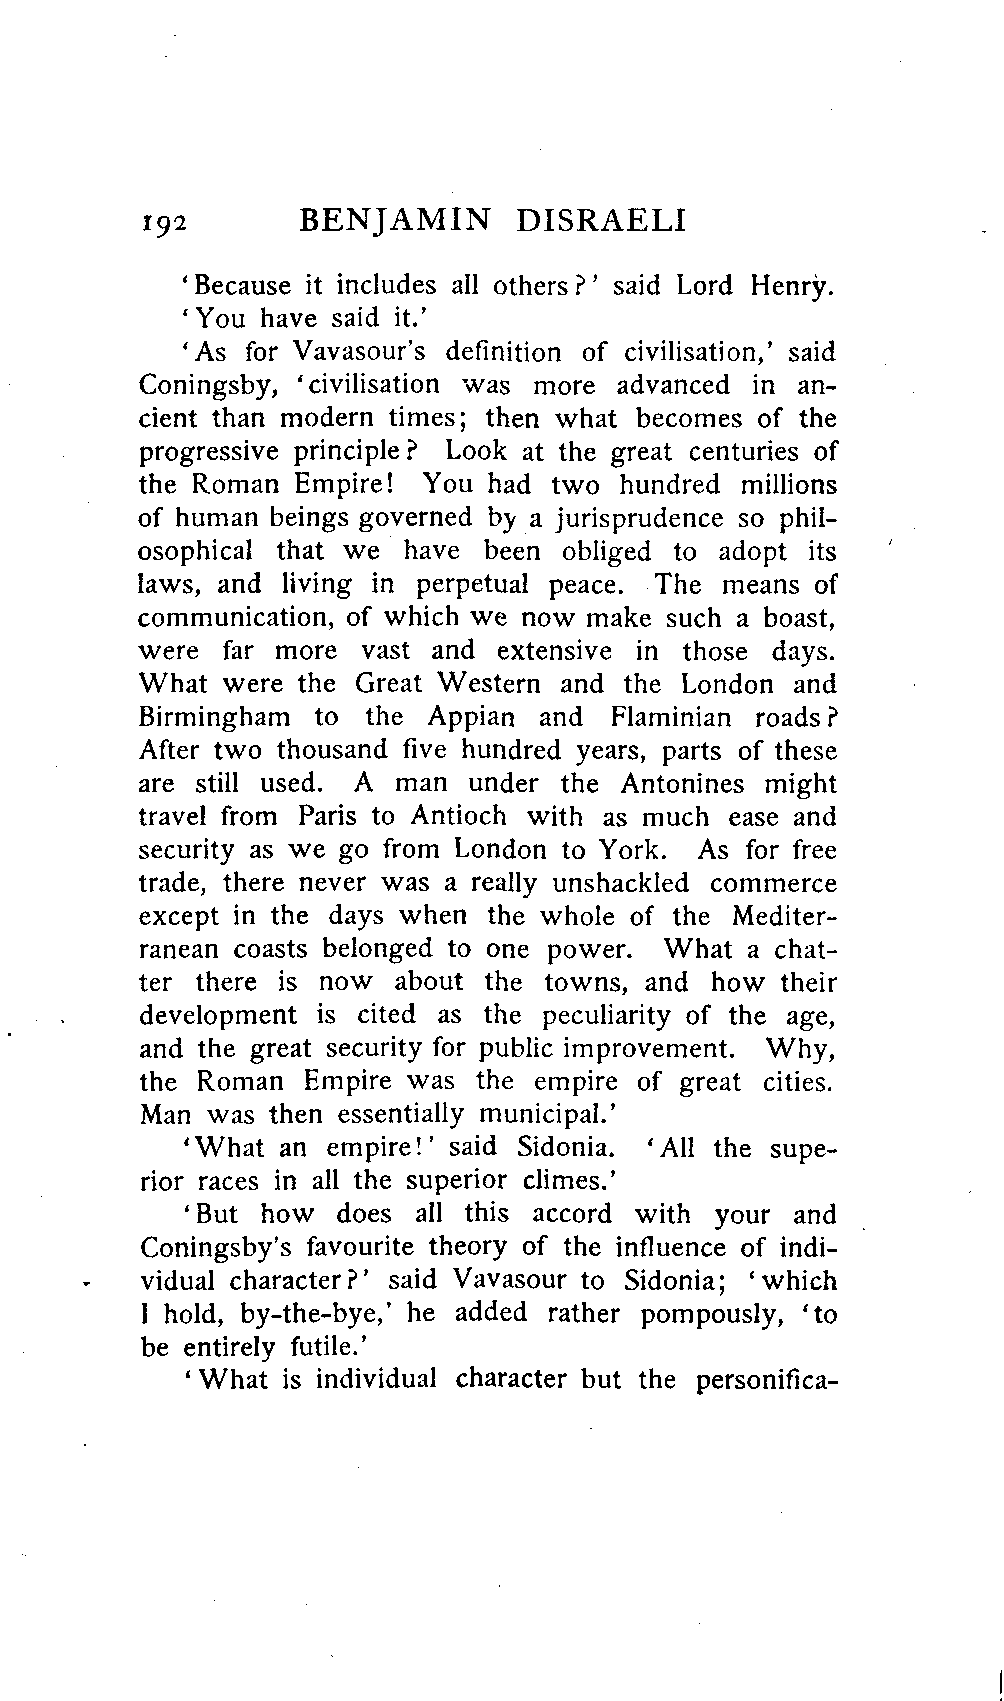 192 BENJAMIN DISRAELI
‘Because it includes all others?’ said Lord Henry.
‘You have said it.’
‘As for Vavasour’s definition of civilisation,’ said
Coningsby, ‘civilisation was more advanced in an-
cient than modern times; then what becomes of the
progressive principle? Look at the great centuries of
the Roman Empire! You had two hundred millions
of human beings governed by a jurisprudence so phil-
osophical that we have been obliged to adopt its
laws, and living in perpetual peace. The means of
communication, of which we now make such a boast,
were far more vast and extensive in those days.
What were the Great Western and the London and
Birmingham to the Appian and Flaminian roads?
After two thousand five hundred years, parts of these
are still used. A man under the Antonines might
travel from Paris to Antioch with as much ease and
security as we go from London to York. As for free
trade, there never was a really unshackled commerce
except in the days when the whole of the Mediter-
ranean coasts belonged to one power. What a chat-
ter there is now about the towns, and how their
development is cited as the peculiarity of the age,
and the great security for public improvement. Why,
the Roman Empire was the empire of great cities.
Man was then essentially municipal.’
‘What an empire!’ said Sidonia. ‘All the supe-
rior races in all the superior climes.’
‘But how does all this accord with your and
Coningsby’s favourite theory of the influence of indi-
vidual character?’ said Vavasour to Sidonia; ‘which
I hold, by-the-bye,’ he added rather pompously, ‘to
be entirely futile.’
‘What is individual character but the personifica-